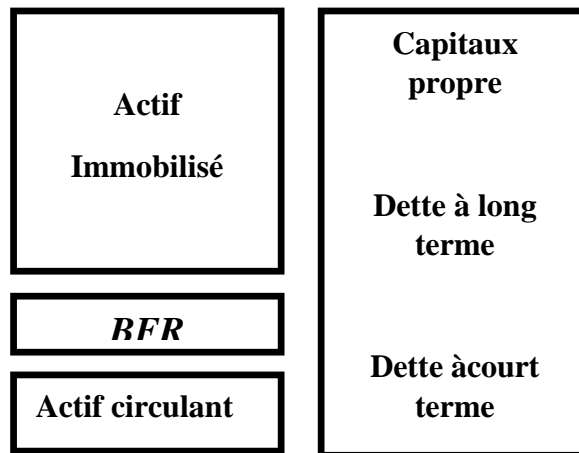 Actif
Immobilisé
BFR
Actif circulant
Capitaux
propre
Dette à long
terme
Dette àcourt
terme